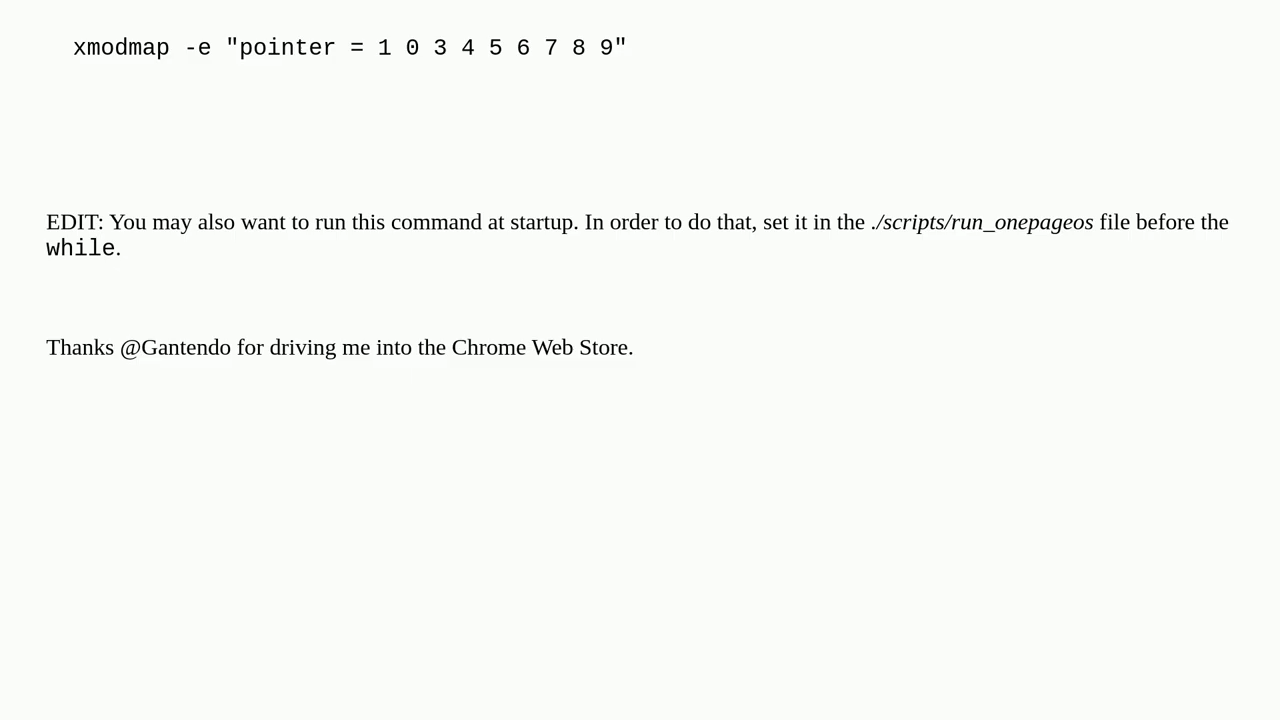 xmodmap -e "pointer = 1 0 3 4 5 6 7 8 9"
EDIT: You may also want to run this command at startup. In order to do that, set it in the ./scripts/run_onepageos file before the
while.
Thanks @Gantendo for driving me into the Chrome Web Store.